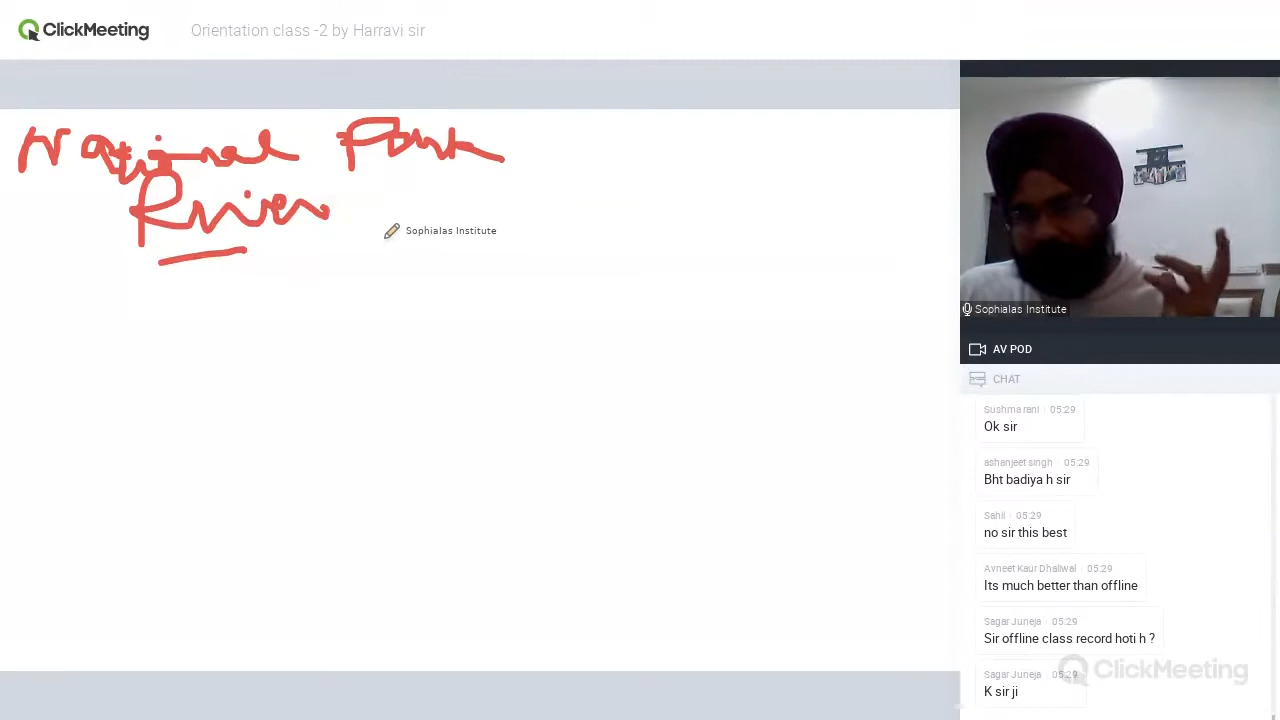 ClickMeeting
Orientation class -2 by Harravi sir
National Park
River
Sophialas Institute
Sophialas Institute
AV POD
CHAT
Sushma rani 05:29
Ok sir
ashanjeet singh 05:29
Bht badiya h sir
Sahil 05:29
no sir this best
Avneet Kaur Dhaliwal 05:29
Its much better than offline
Sagar Juneja 05:29
Sir offline class record hoti h ?
Sagar Juneja 05:29
K sir ji
ClickMeeting